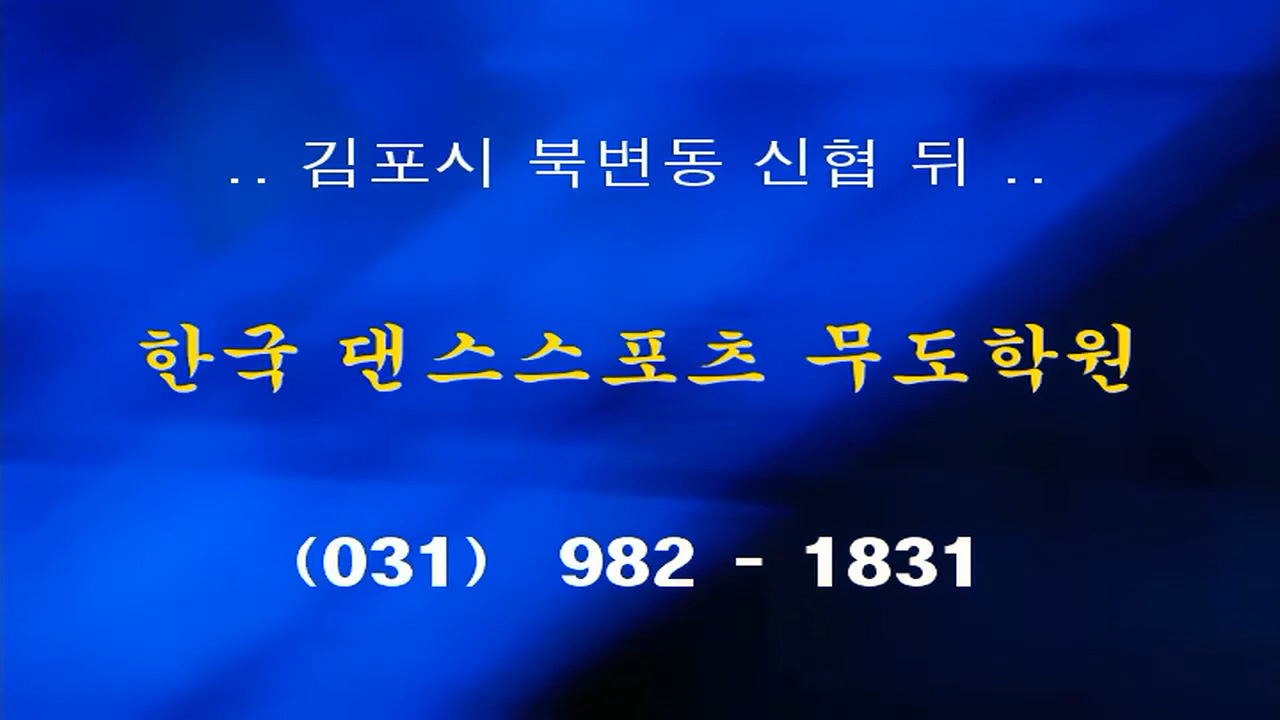 .. 김포시 북변동 신협 뒤 ..
한국 댄스스포츠 무도학원
(031) 982 - 1831